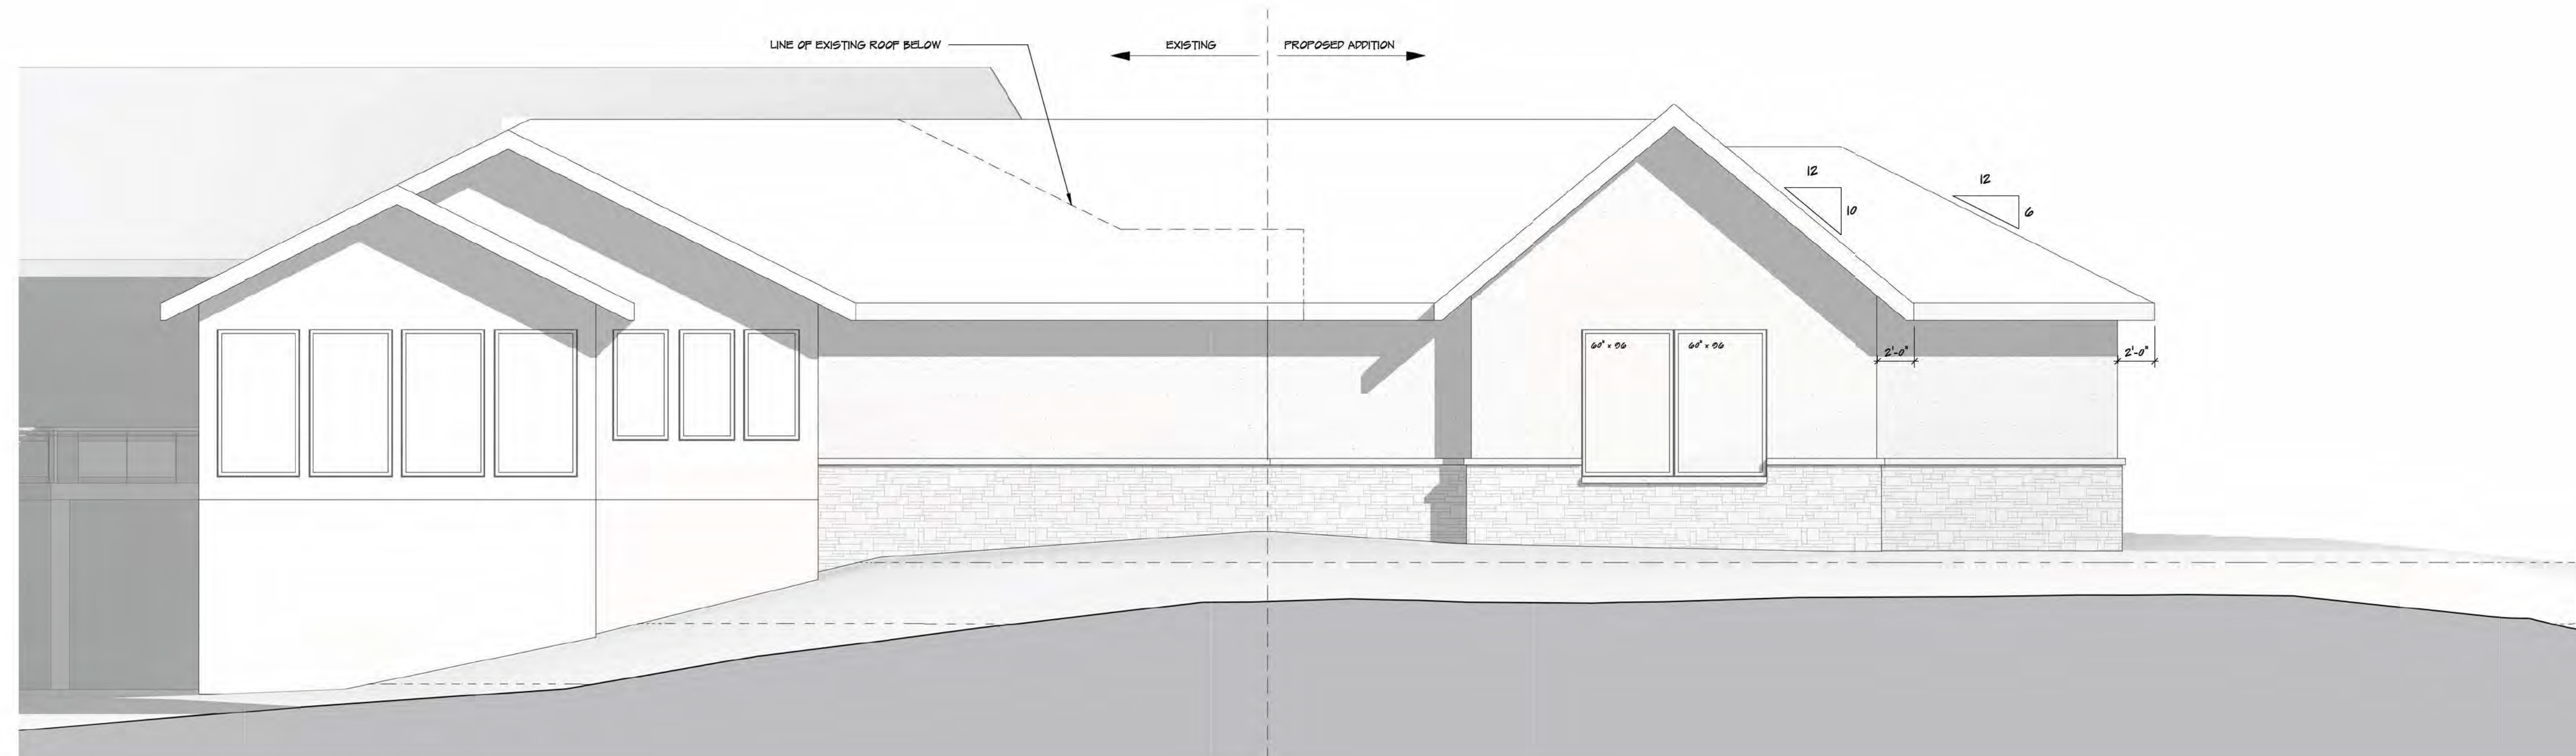 LINE OF EXISTING ROOF BELOW
EXISTING
PROPOSED ADDITION
12
10
12
6
60" x 96
60" x 96
2'-0"
2'-0"